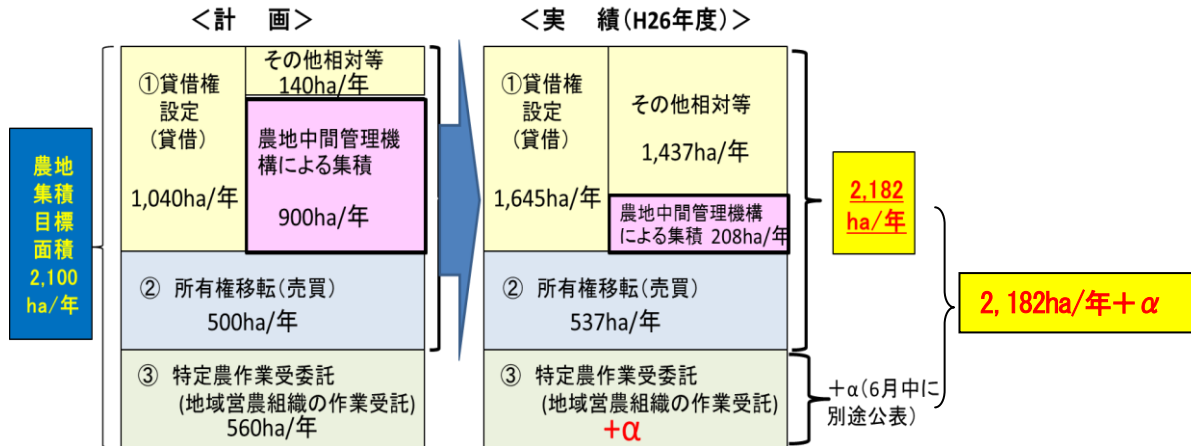 <計　画>
農地
集積
目標
面積
2,100
ha/年
①貸借権
設定
(貸借)
1,040ha/年
その他相対等
140ha/年
農地中間管理機
構による集積
900ha/年
② 所有権移転(売買)
500ha/年
③ 特定農作業受委託
(地域営農組織の作業受託)
560ha/年
<実　績(H26年度)>
①貸借権
設定
(貸借)
1,645ha/年
その他相対等
1,437ha/年
農地中間管理機構
による集積 208ha/年
② 所有権移転(売買)
537ha/年
③ 特定農作業受委託
(地域営農組織の作業受託)
+α
2,182
ha/年
+α(6月中に
別途公表)
2,182ha/年+α